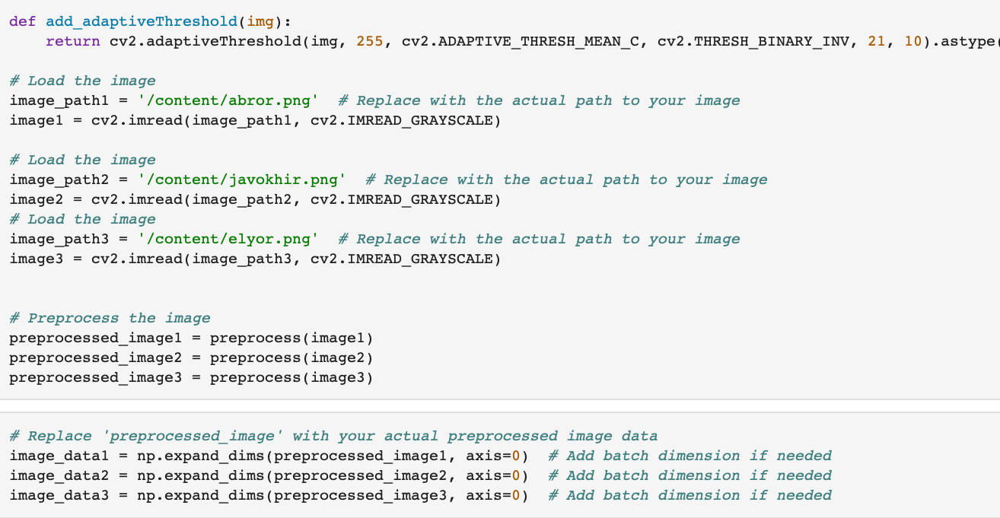 def add_adaptiveThreshold(img):
    return cv2.adaptiveThreshold(img, 255, cv2.ADAPTIVE_THRESH_MEAN_C, cv2.THRESH_BINARY_INV, 21, 10).astype(
# Load the image
image_path1 = '/content/abror.png'  # Replace with the actual path to your image
image1 = cv2.imread(image_path1, cv2.IMREAD_GRAYSCALE)
# Load the image
image_path2 = '/content/javokhir.png'  # Replace with the actual path to your image
image2 = cv2.imread(image_path2, cv2.IMREAD_GRAYSCALE)
# Load the image
image_path3 = '/content/elyor.png'  # Replace with the actual path to your image
image3 = cv2.imread(image_path3, cv2.IMREAD_GRAYSCALE)
# Preprocess the image
preprocessed_image1 = preprocess(image1)
preprocessed_image2 = preprocess(image2)
preprocessed_image3 = preprocess(image3)
# Replace 'preprocessed_image' with your actual preprocessed image data
image_data1 = np.expand_dims(preprocessed_image1, axis=0)  # Add batch dimension if needed
image_data2 = np.expand_dims(preprocessed_image2, axis=0)  # Add batch dimension if needed
image_data3 = np.expand_dims(preprocessed_image3, axis=0)  # Add batch dimension if needed